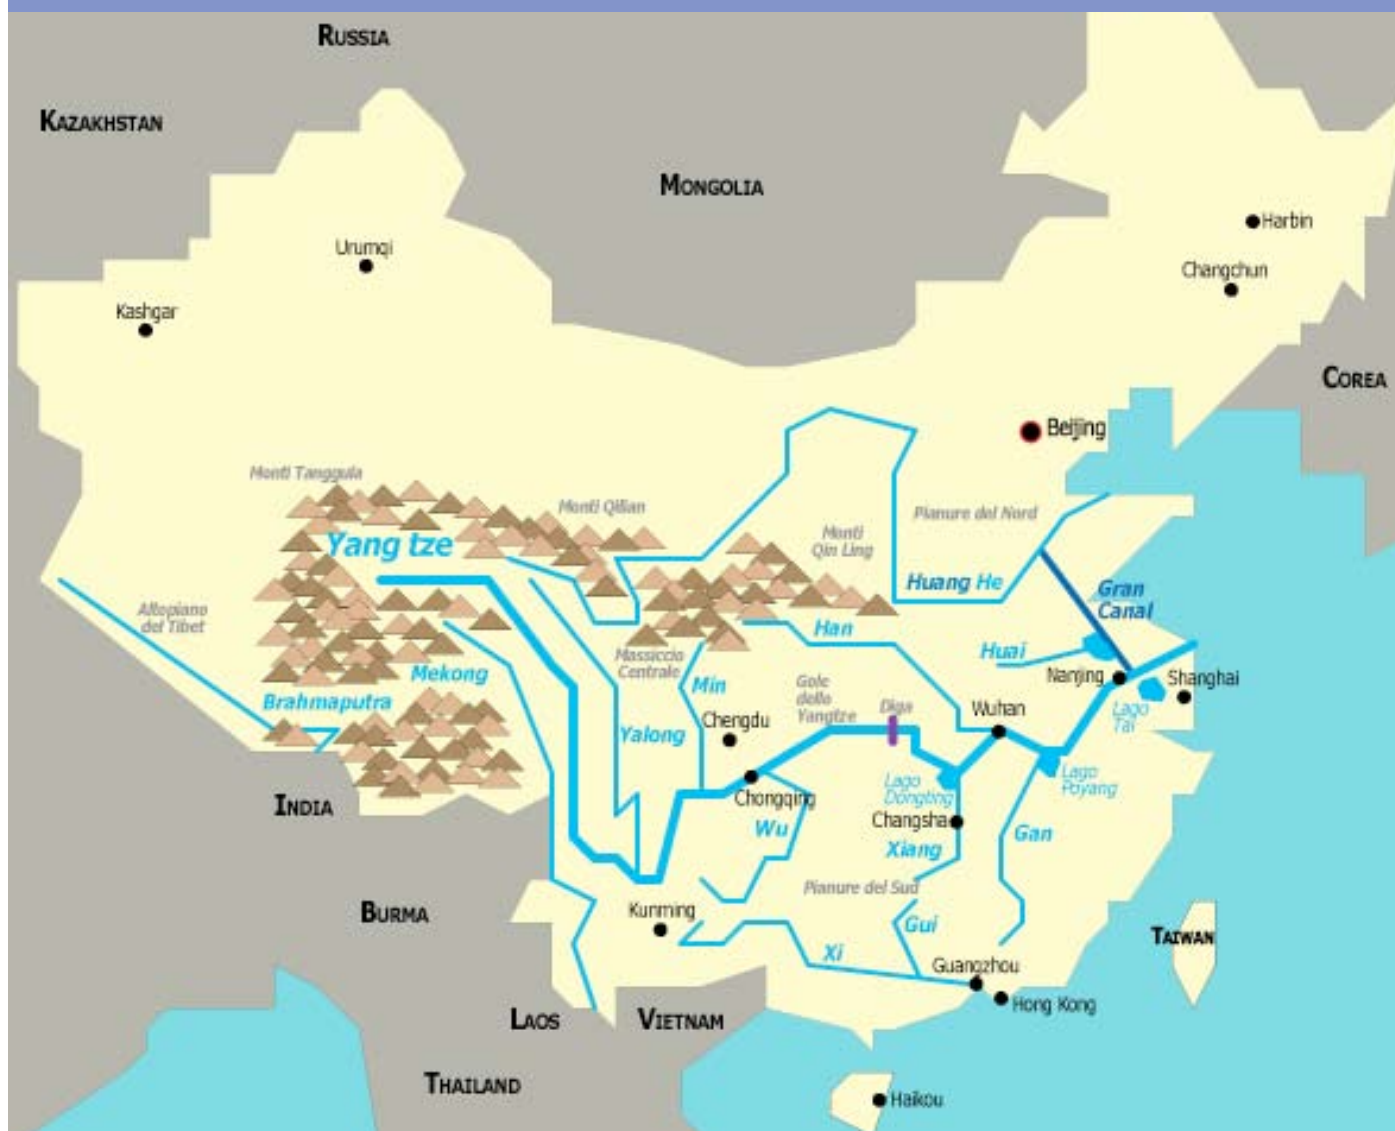 RUSSIA
KAZAKHSTAN
MONGOLIA
Harbin
Urumqi
Changchun
Kashgar
COREA
Beijing
Monti Tanggula
Monti Qilian
Pianure del Nord
Monti
Qin Ling
Yang tze
Huang He
Gran
Canal
Altopiano
del Tibet
Han
Huai
Massiccio
Centrale
Mekong
Min
Nanjing
Shanghai
Brahmaputra
Gole
dello
Yangtze
Diga
Wuhan
Lago
Tai
Chengdu
Yalong
Lago
Dongting
Lago
Poyang
INDIA
Chongqing
Wu
Changsha
Xiang
Gan
Pianure del Sud
BURMA
Kunming
Gui
TAIWAN
Xi
Guangzhou
Hong Kong
LAOS
VIETNAM
THAILAND
Haikou